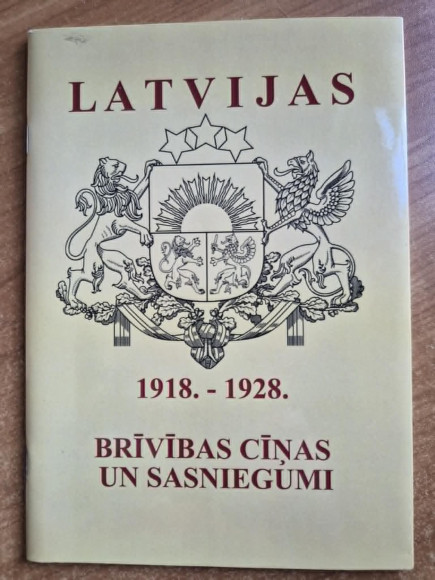 LATVIJAS
1918. - 1928.
BRĪVĪBAS CĪŅAS
UN SASNIEGUMI